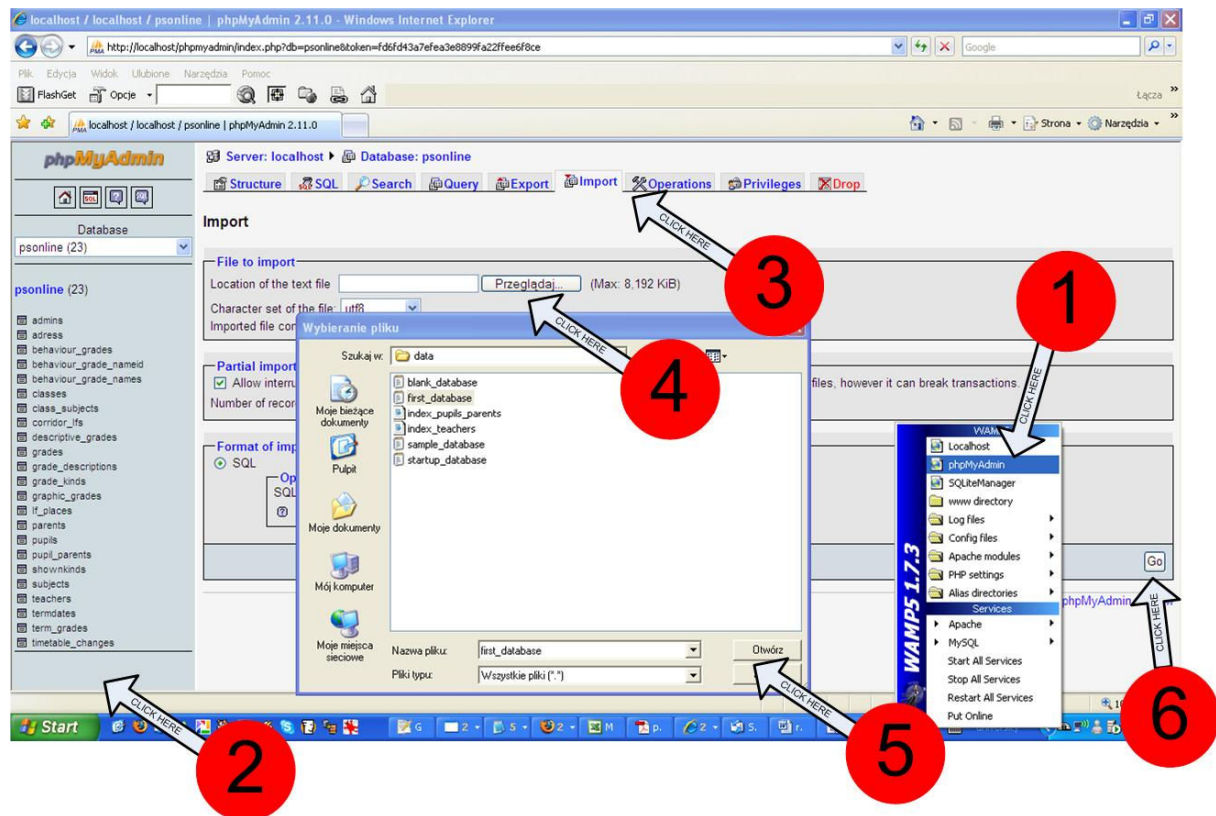 localhost / localhost / psonline | phpMyAdmin 2.11.0 - Windows Internet Explorer
http://localhost/phpmyadmin/index.php?db=psonline&token=fd6fd43a7efea3e8899fa22ffee6f8ce
Google
Plik Edycja Widok Ulubione Narzędzia Pomoc
FlashGet Opcje
Łącza
localhost / localhost / psonline | phpMyAdmin 2.11.0
Strona Narzędzia
phpMyAdmin
SQL
Database
psonline (23)
psonline (23)
admins
adress
behaviour_grades
behaviour_grade_nameid
behaviour_grade_names
classes
class_subjects
corridor_lfs
descriptive_grades
grades
grade_descriptions
grade_kinds
graphic_grades
lf_places
parents
pupils
pupil_parents
shownkinds
subjects
teachers
termdates
term_grades
timetable_changes
Server: localhost Database: psonline
Structure SQL Search Query Export Import Operations Privileges Drop
Import
File to import
Location of the text file Przeglądaj... (Max: 8,192 KiB)
Character set of the file: utf8
Imported file
Partial import
Allow files, however it can break transactions.
Number of
Format of
SQL
SQL
Go
phpMyAdmin
Wybieranie pliku
Szukaj w: data
Moje bieżące dokumenty
Pulpit
Moje dokumenty
Mój komputer
Moje miejsca sieciowe
blank_database
first_database
index_pupils_parents
index_teachers
sample_database
startup_database
Nazwa pliku: first_database Otwórz
Pliki typu: Wszystkie pliki (*.*)
WAMP5 1.7.3
Localhost
phpMyAdmin
SQLiteManager
www directory
Log files
Config files
Apache modules
PHP settings
Alias directories
Services
Apache
MySQL
Start All Services
Stop All Services
Restart All Services
Put Online
Start
G 2 S 2 M p. 2 S. r.
CLICK HERE
1
CLICK HERE
2
CLICK HERE
3
CLICK HERE
4
CLICK HERE
5
CLICK HERE
6